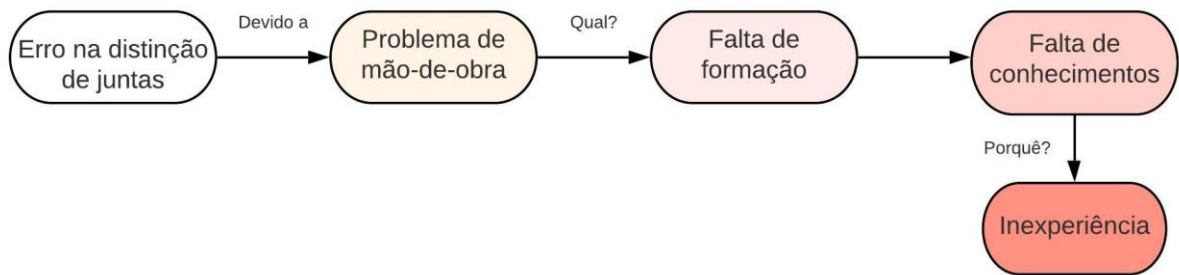 Erro na distinção
de juntas
Devido a
Problema de
mão-de-obra
Qual?
Falta de
formação
Falta de
conhecimentos
Porquê?
Inexperiência